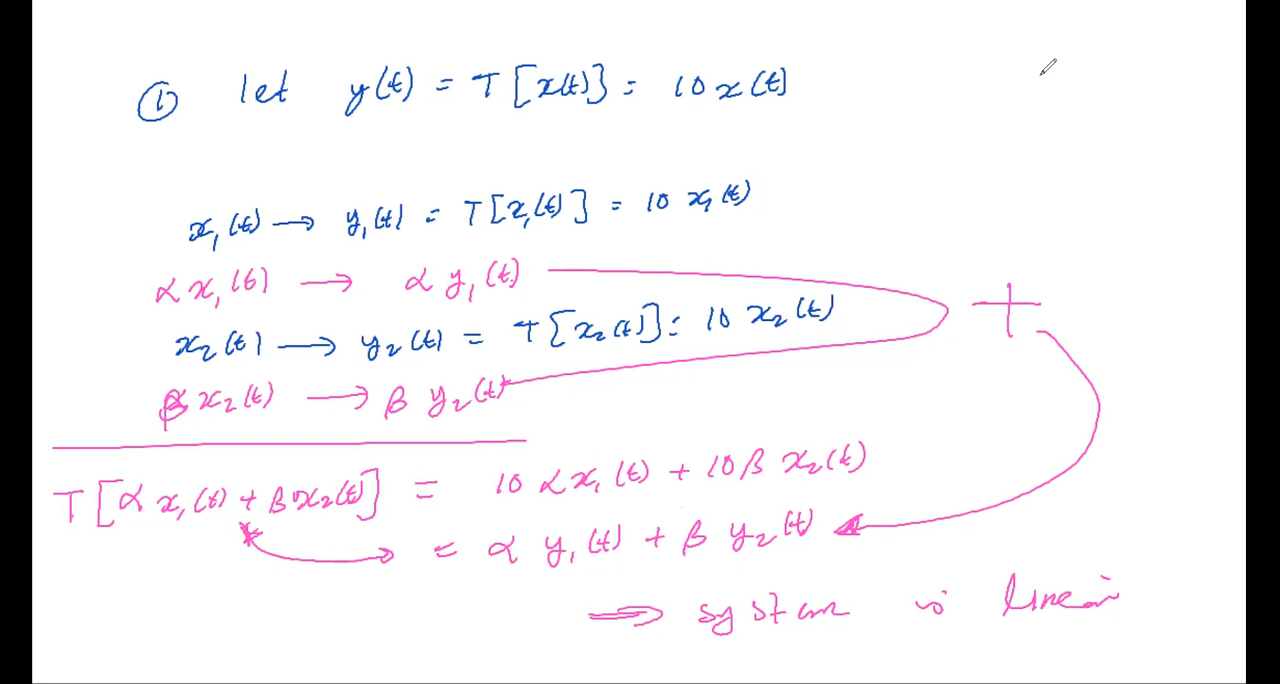 ① let y(t) = T[x(t)] = 10 x(t)
x₁(t) → y₁(t) = T[x₁(t)] = 10 x₁(t)
α x₁(t) → α y₁(t)
x₂(t) → y₂(t) = T[x₂(t)] = 10 x₂(t)
+
β x₂(t) → β y₂(t)
T[α x₁(t) + β x₂(t)] = 10 α x₁(t) + 10 β x₂(t)
= α y₁(t) + β y₂(t)
⇒ system is linear